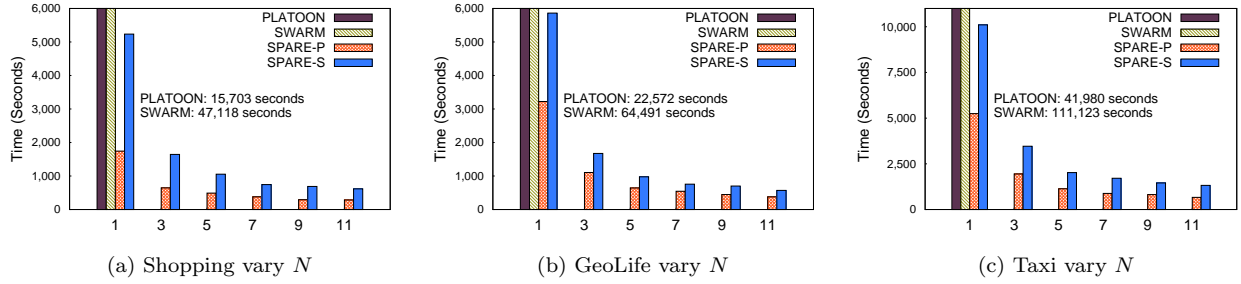 6,000
5,000
4,000
3,000
2,000
1,000
0
Time (Seconds)
PLATOON
SWARM
SPARE-P
SPARE-S
PLATOON: 15,703 seconds
SWARM: 47,118 seconds
1 3 5 7 9 11
(a) Shopping vary N
6,000
5,000
4,000
3,000
2,000
1,000
0
Time (Seconds)
PLATOON
SWARM
SPARE-P
SPARE-S
PLATOON: 22,572 seconds
SWARM: 64,491 seconds
1 3 5 7 9 11
(b) GeoLife vary N
10,000
7,500
5,000
2,500
0
Time (Seconds)
PLATOON
SWARM
SPARE-P
SPARE-S
PLATOON: 41,980 seconds
SWARM: 111,123 seconds
1 3 5 7 9 11
(c) Taxi vary N